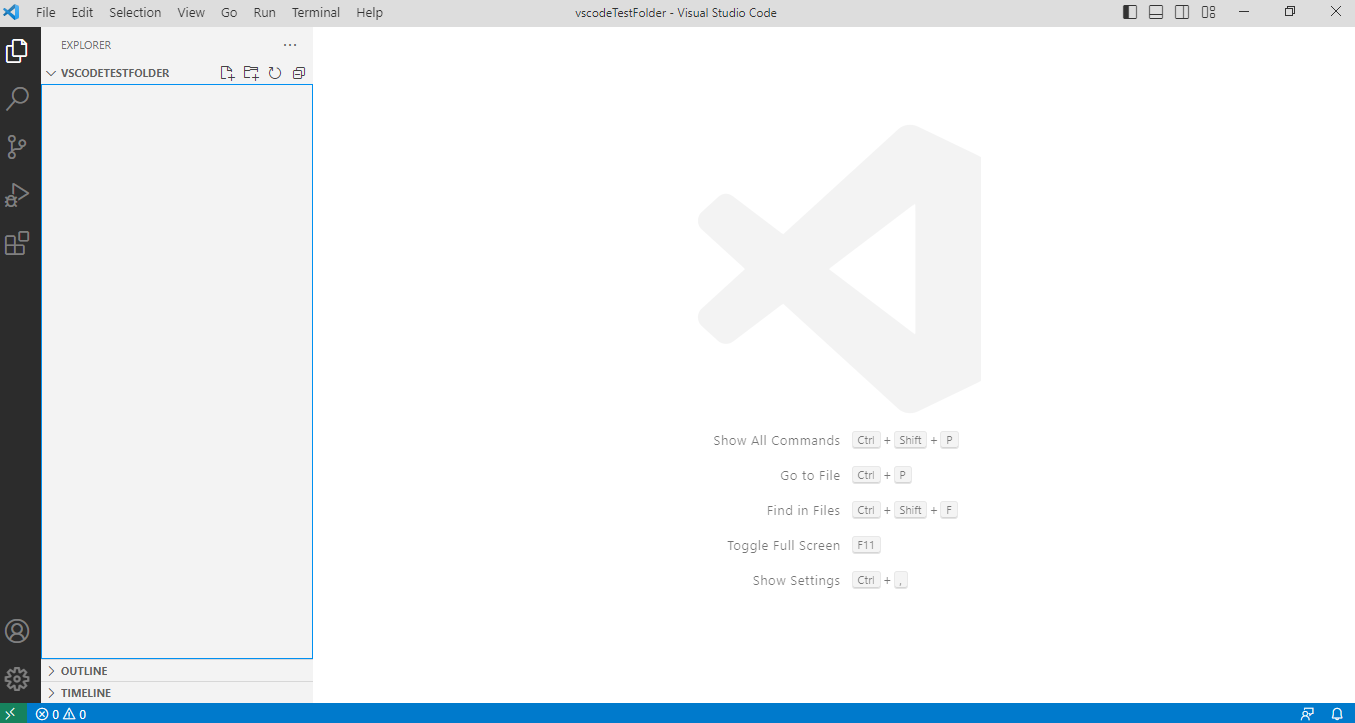 File Edit Selection View Go Run Terminal Help vscodeTestFolder - Visual Studio Code
EXPLORER
VSCODETESTFOLDER
Show All Commands Ctrl + Shift + P
Go to File Ctrl + P
Find in Files Ctrl + Shift + F
Toggle Full Screen F11
Show Settings Ctrl + ,
OUTLINE
TIMELINE
0 0